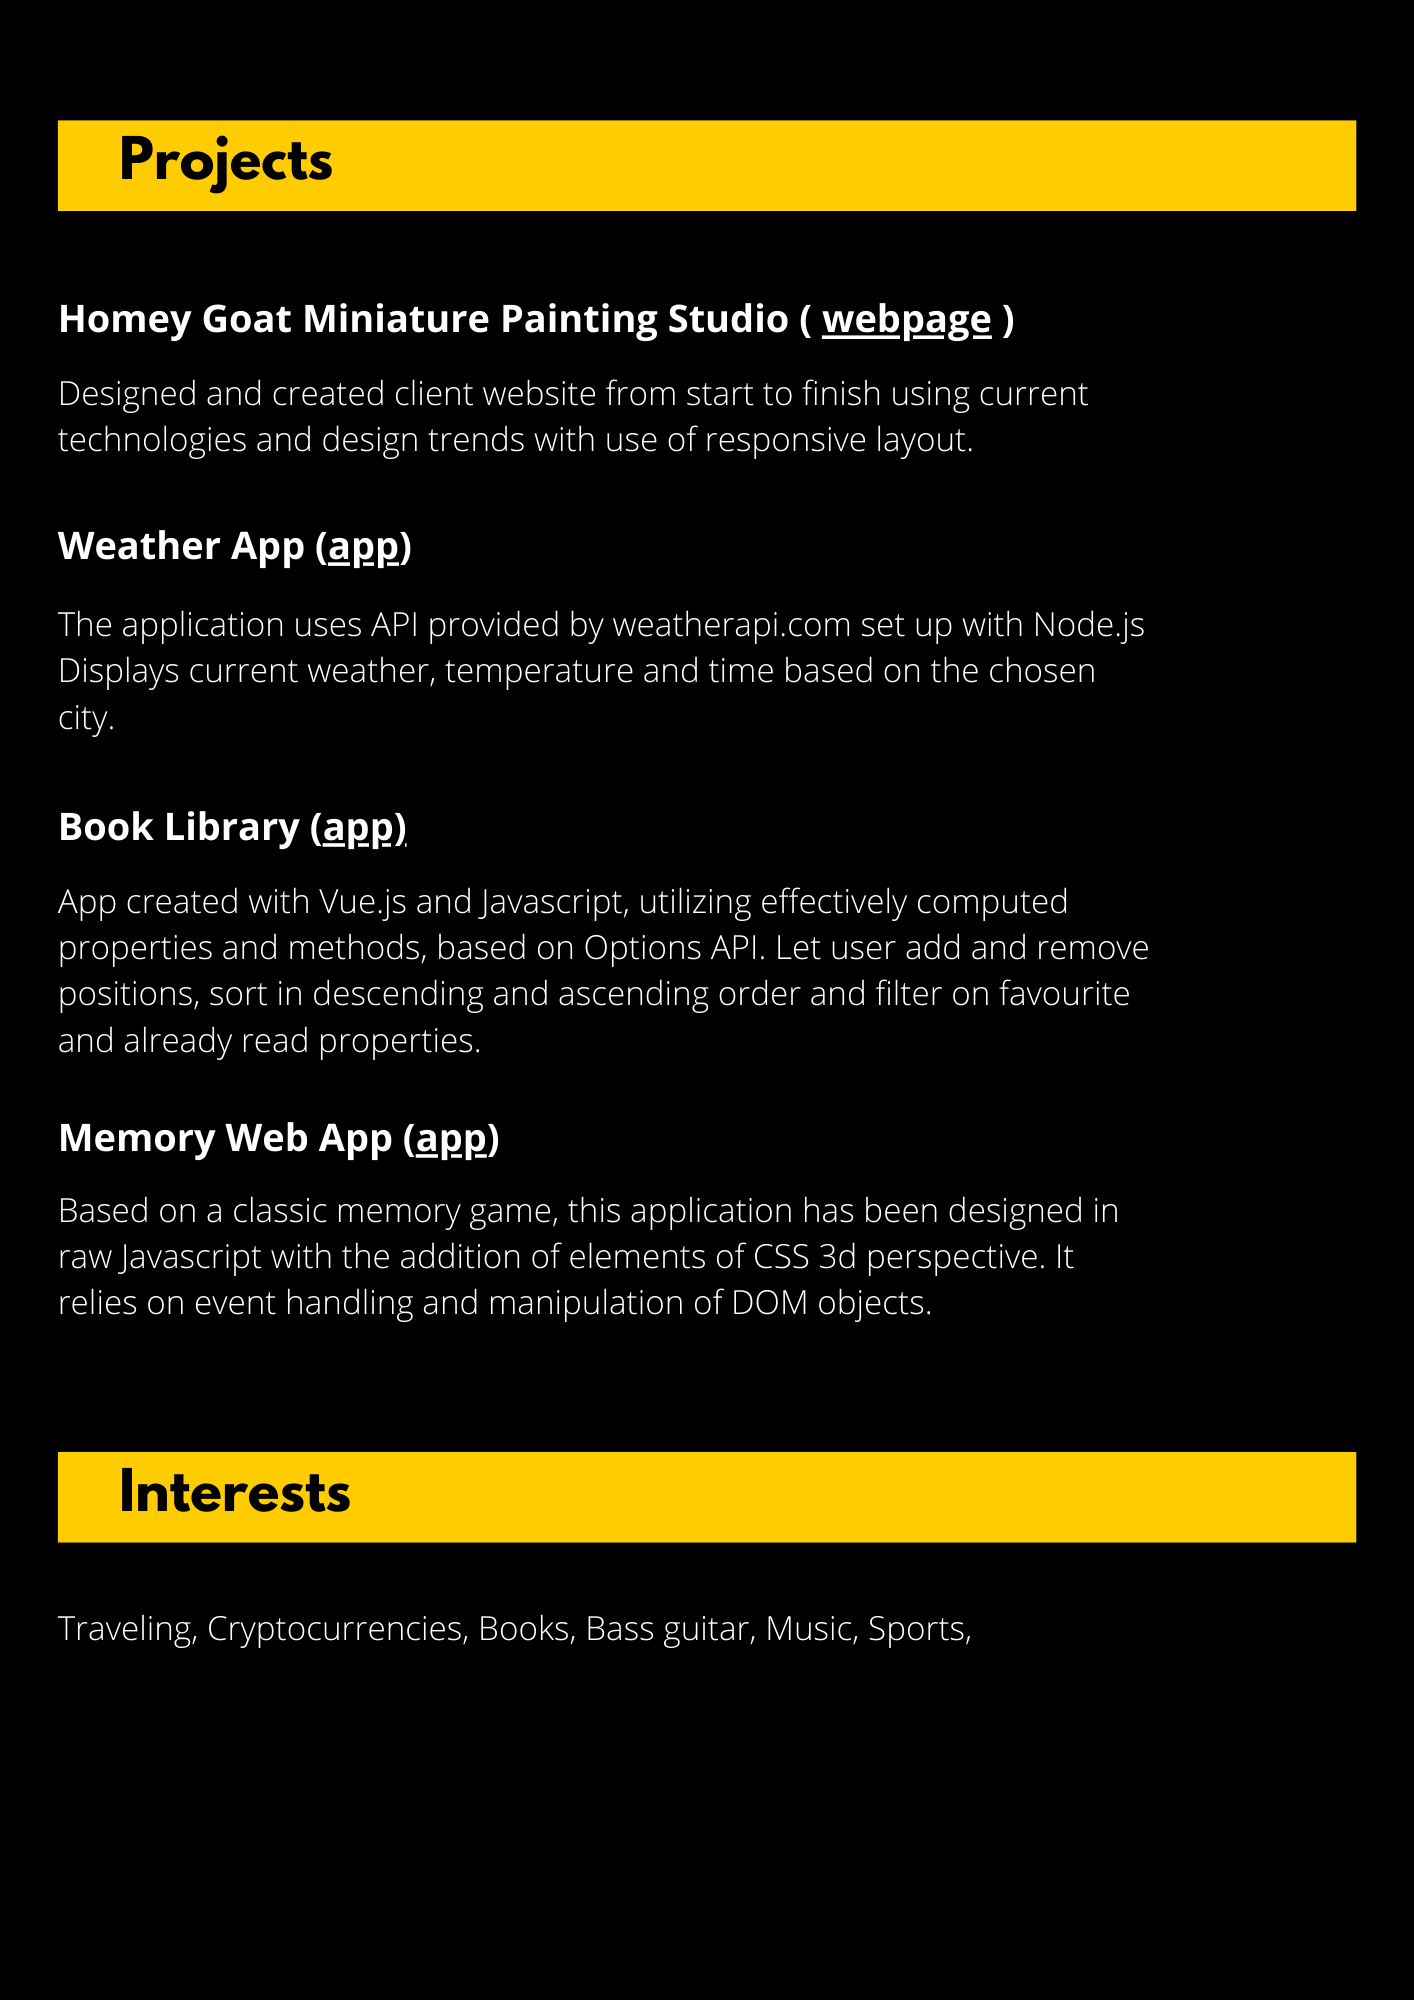 Projects
Homey Goat Miniature Painting Studio ( webpage )
Designed and created client website from start to finish using current
technologies and design trends with use of responsive layout.
Weather App (app)
The application uses API provided by weatherapi.com set up with Node.js
Displays current weather, temperature and time based on the chosen
city.
Book Library (app)
App created with Vue.js and Javascript, utilizing effectively computed
properties and methods, based on Options API. Let user add and remove
positions, sort in descending and ascending order and filter on favourite
and already read properties.
Memory Web App (app)
Based on a classic memory game, this application has been designed in
raw Javascript with the addition of elements of CSS 3d perspective. It
relies on event handling and manipulation of DOM objects.
Interests
Traveling, Cryptocurrencies, Books, Bass guitar, Music, Sports,